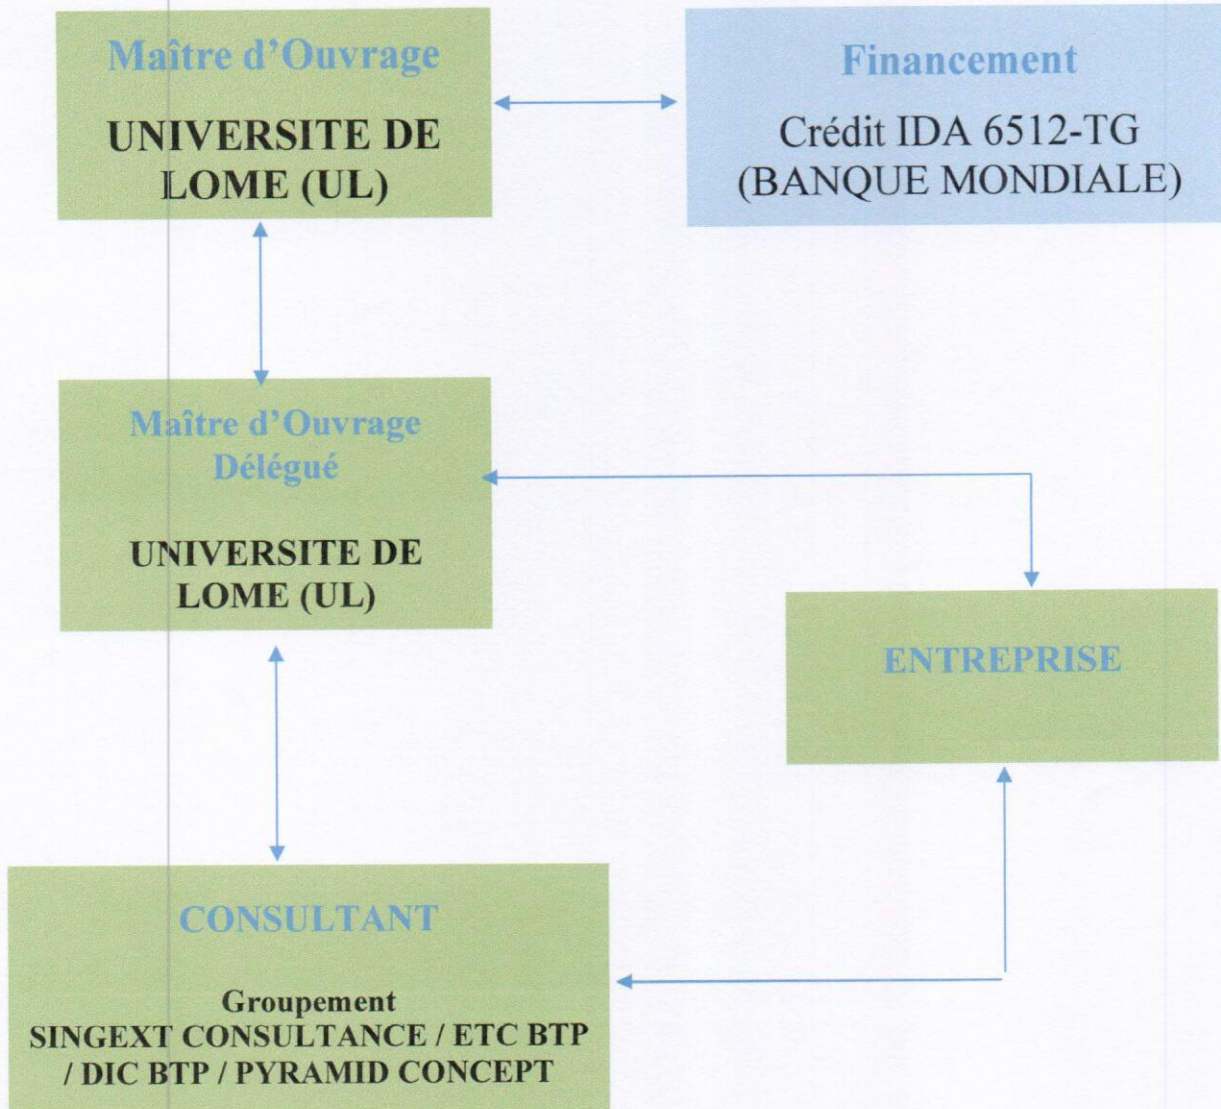 Maître d'Ouvrage
UNIVERSITE DE
LOME (UL)
Financement
Crédit IDA 6512-TG
(BANQUE MONDIALE)
Maître d'Ouvrage
Délégué
UNIVERSITE DE
LOME (UL)
ENTREPRISE
CONSULTANT
Groupement
SINGEXT CONSULTANCE / ETC BTP
/ DIC BTP / PYRAMID CONCEPT